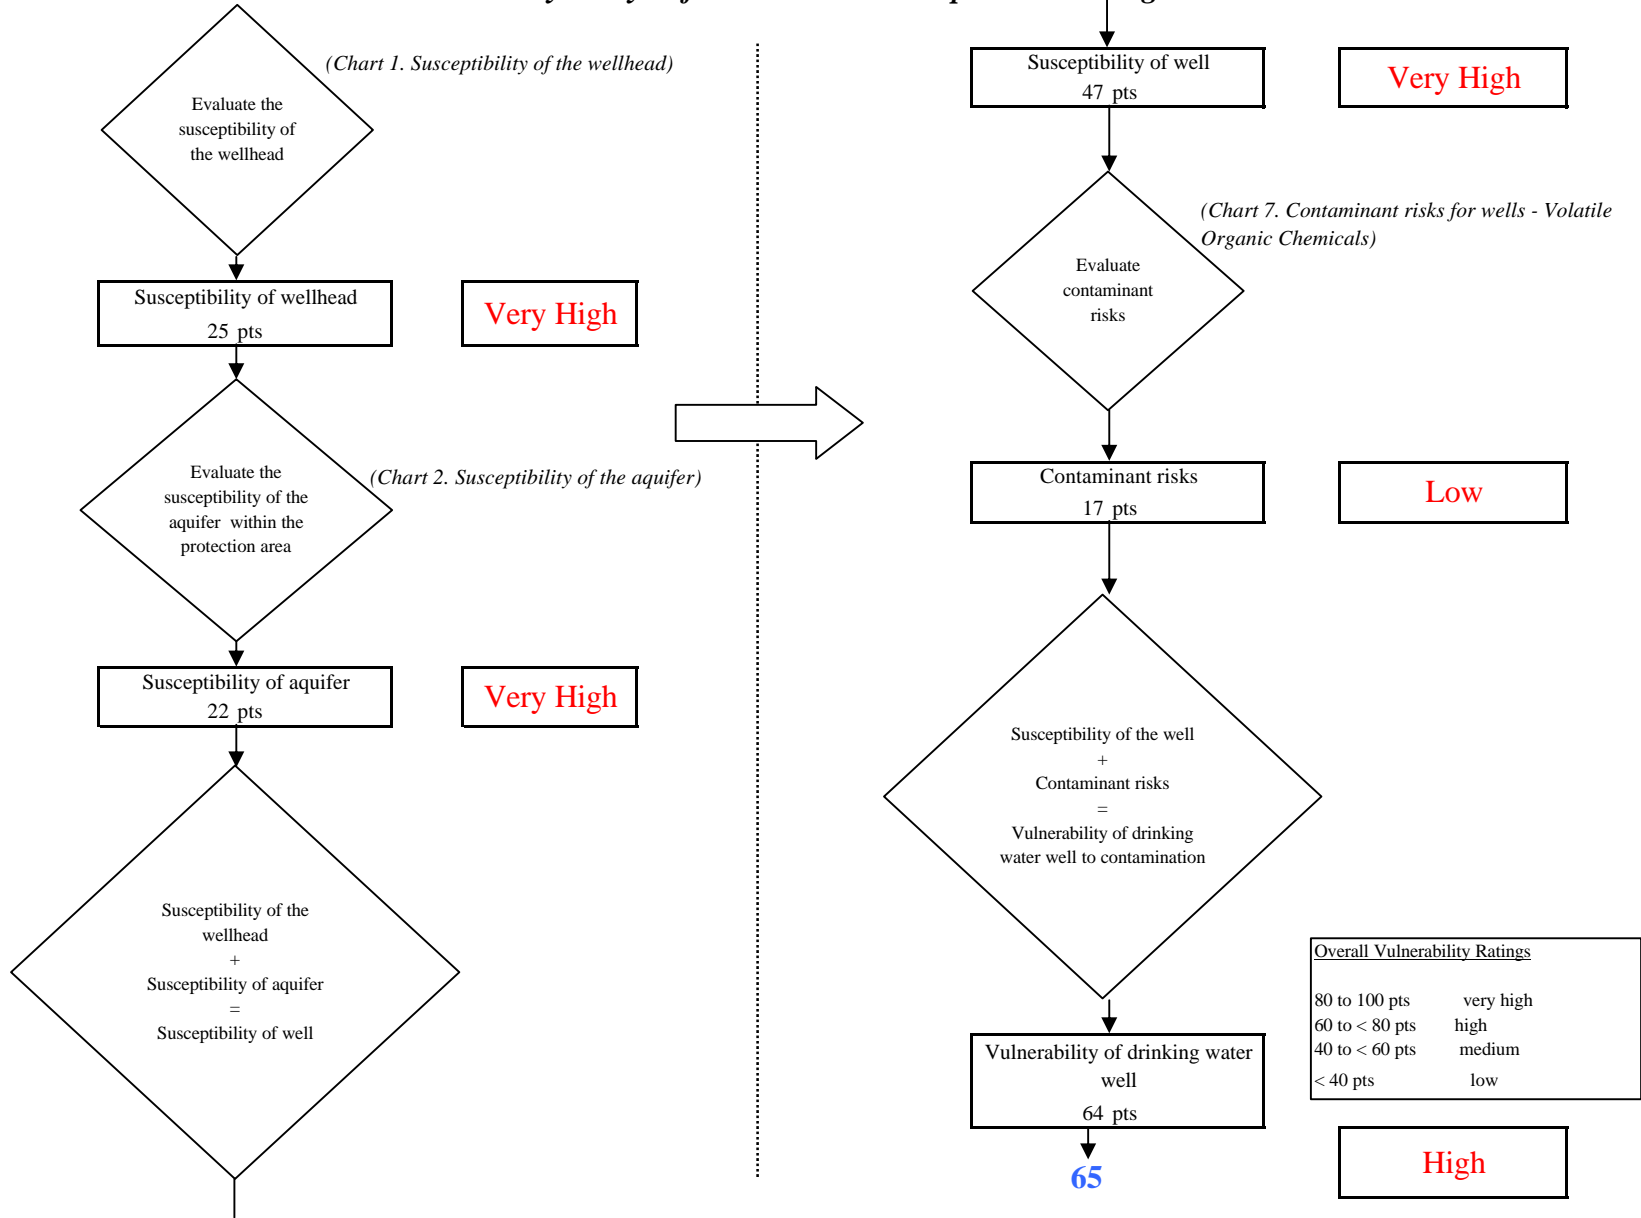 (Chart 1. Susceptibility of the wellhead)
Evaluate the
susceptibility of
the wellhead
Susceptibility of wellhead
25 pts
Very High
Evaluate the
susceptibility of the
aquifer within the
protection area
(Chart 2. Susceptibility of the aquifer)
Susceptibility of aquifer
22 pts
Very High
Susceptibility of the
wellhead
+
Susceptibility of aquifer
=
Susceptibility of well
Susceptibility of well
47 pts
Very High
(Chart 7. Contaminant risks for wells - Volatile
Organic Chemicals)
Evaluate
contaminant
risks
Contaminant risks
17 pts
Low
Susceptibility of the well
+
Contaminant risks
=
Vulnerability of drinking
water well to contamination
Overall Vulnerability Ratings
80 to 100 pts very high
60 to < 80 pts high
40 to < 60 pts medium
< 40 pts low
Vulnerability of drinking water
well
64 pts
65
High